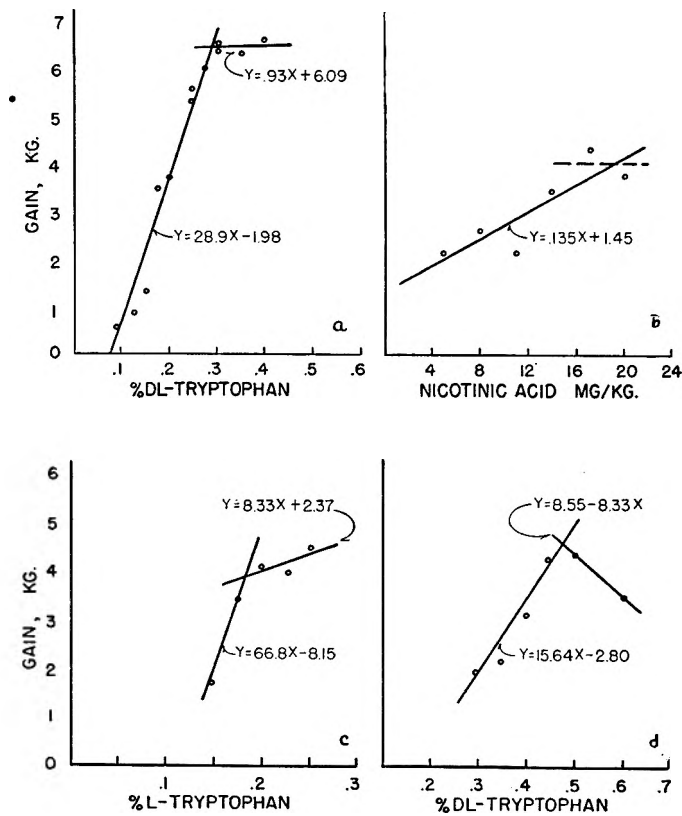 7
6
5
4
3
2
1
0
GAIN, KG.
Y=.93X+6.09
Y=28.9X-1.98
a
.1 .2 .3 .4 .5 .6
%DL-TRYPTOPHAN
Y=.135X+1.45
b
4 8 12 16 20 24
NICOTINIC ACID MG/KG.
6
5
4
3
2
1
0
GAIN, KG.
Y=8.33X+2.37
Y=66.8X-8.15
c
.1 .2 .3
%L-TRYPTOPHAN
Y=8.55-8.33X
Y=15.64X-2.80
d
.2 .3 .4 .5 .6 .7
%DL-TRYPTOPHAN